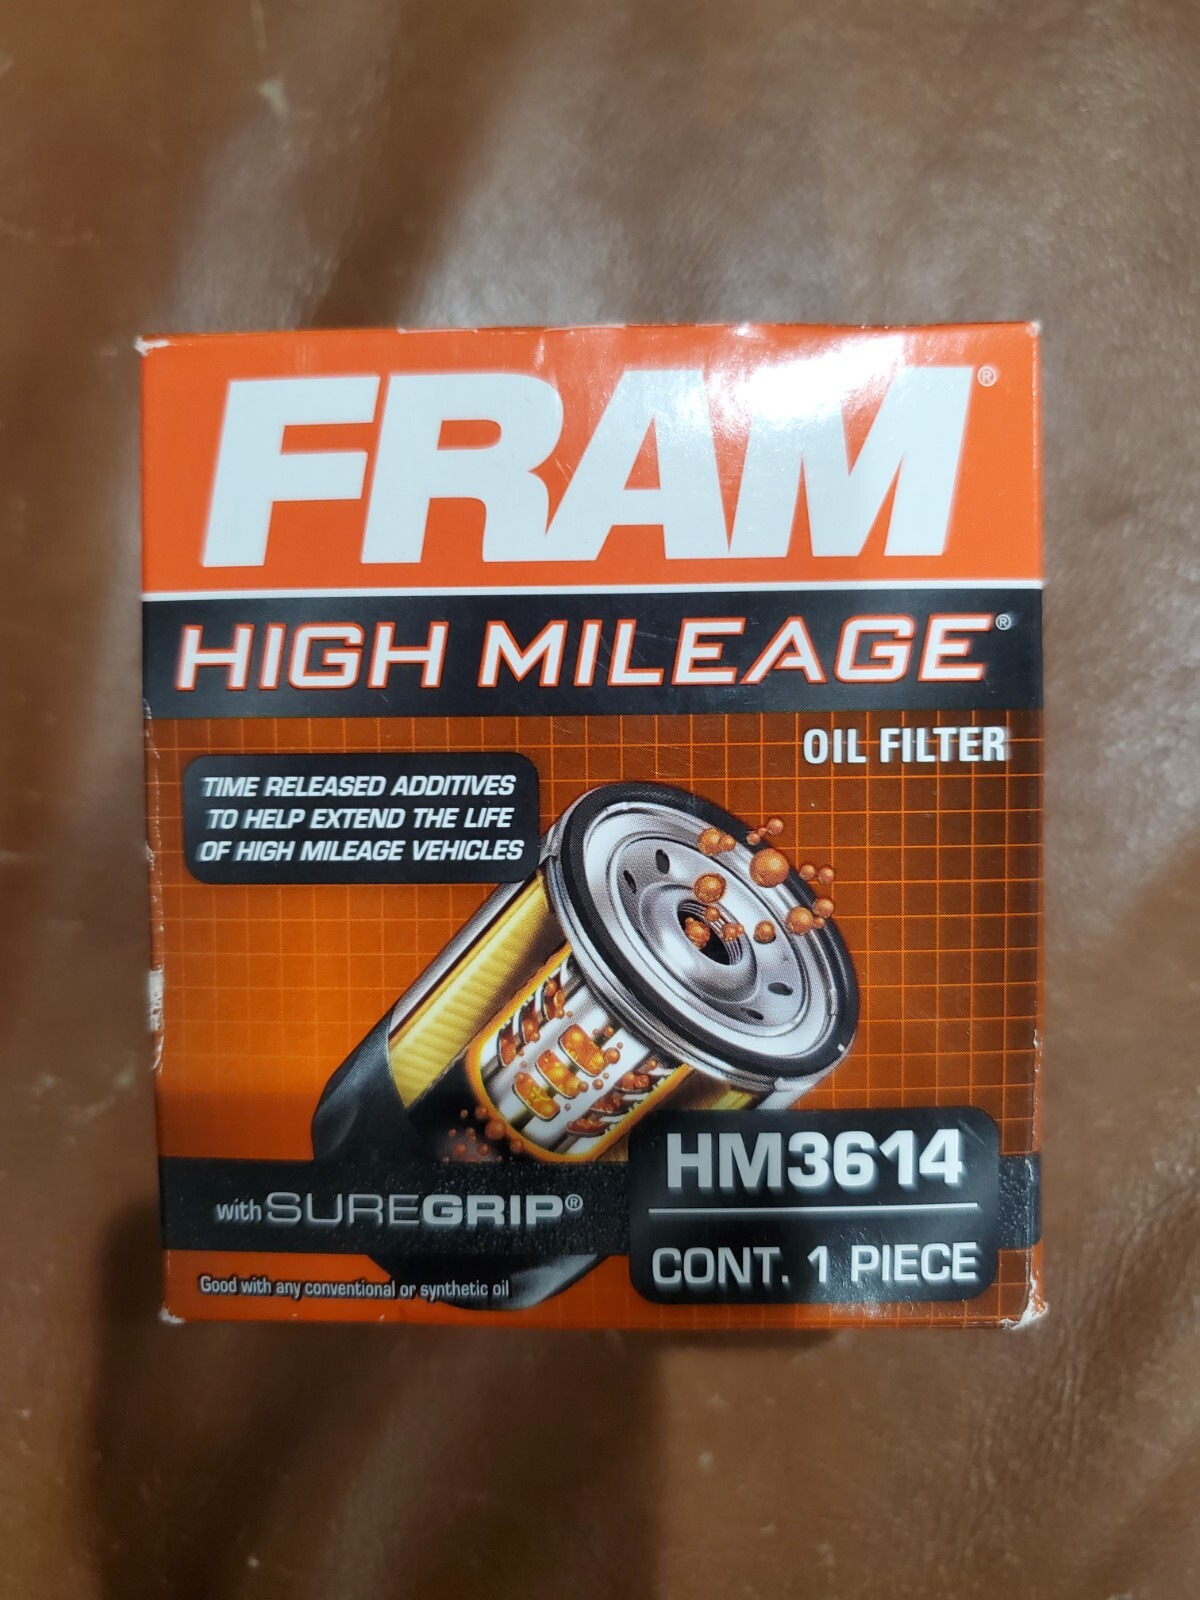 FRAM®
HIGH MILEAGE®
OIL FILTER
TIME RELEASED ADDITIVES
TO HELP EXTEND THE LIFE
OF HIGH MILEAGE VEHICLES
HM3614
with SUREGRIP®
CONT. 1 PIECE
Good with any conventional or synthetic oil